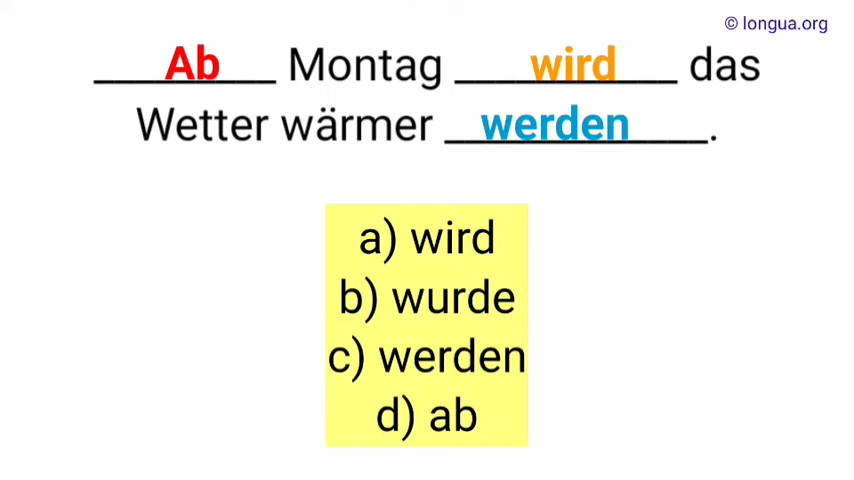 © longua.org
Ab Montag wird das
Wetter wärmer werden.
a) wird
b) wurde
c) werden
d) ab